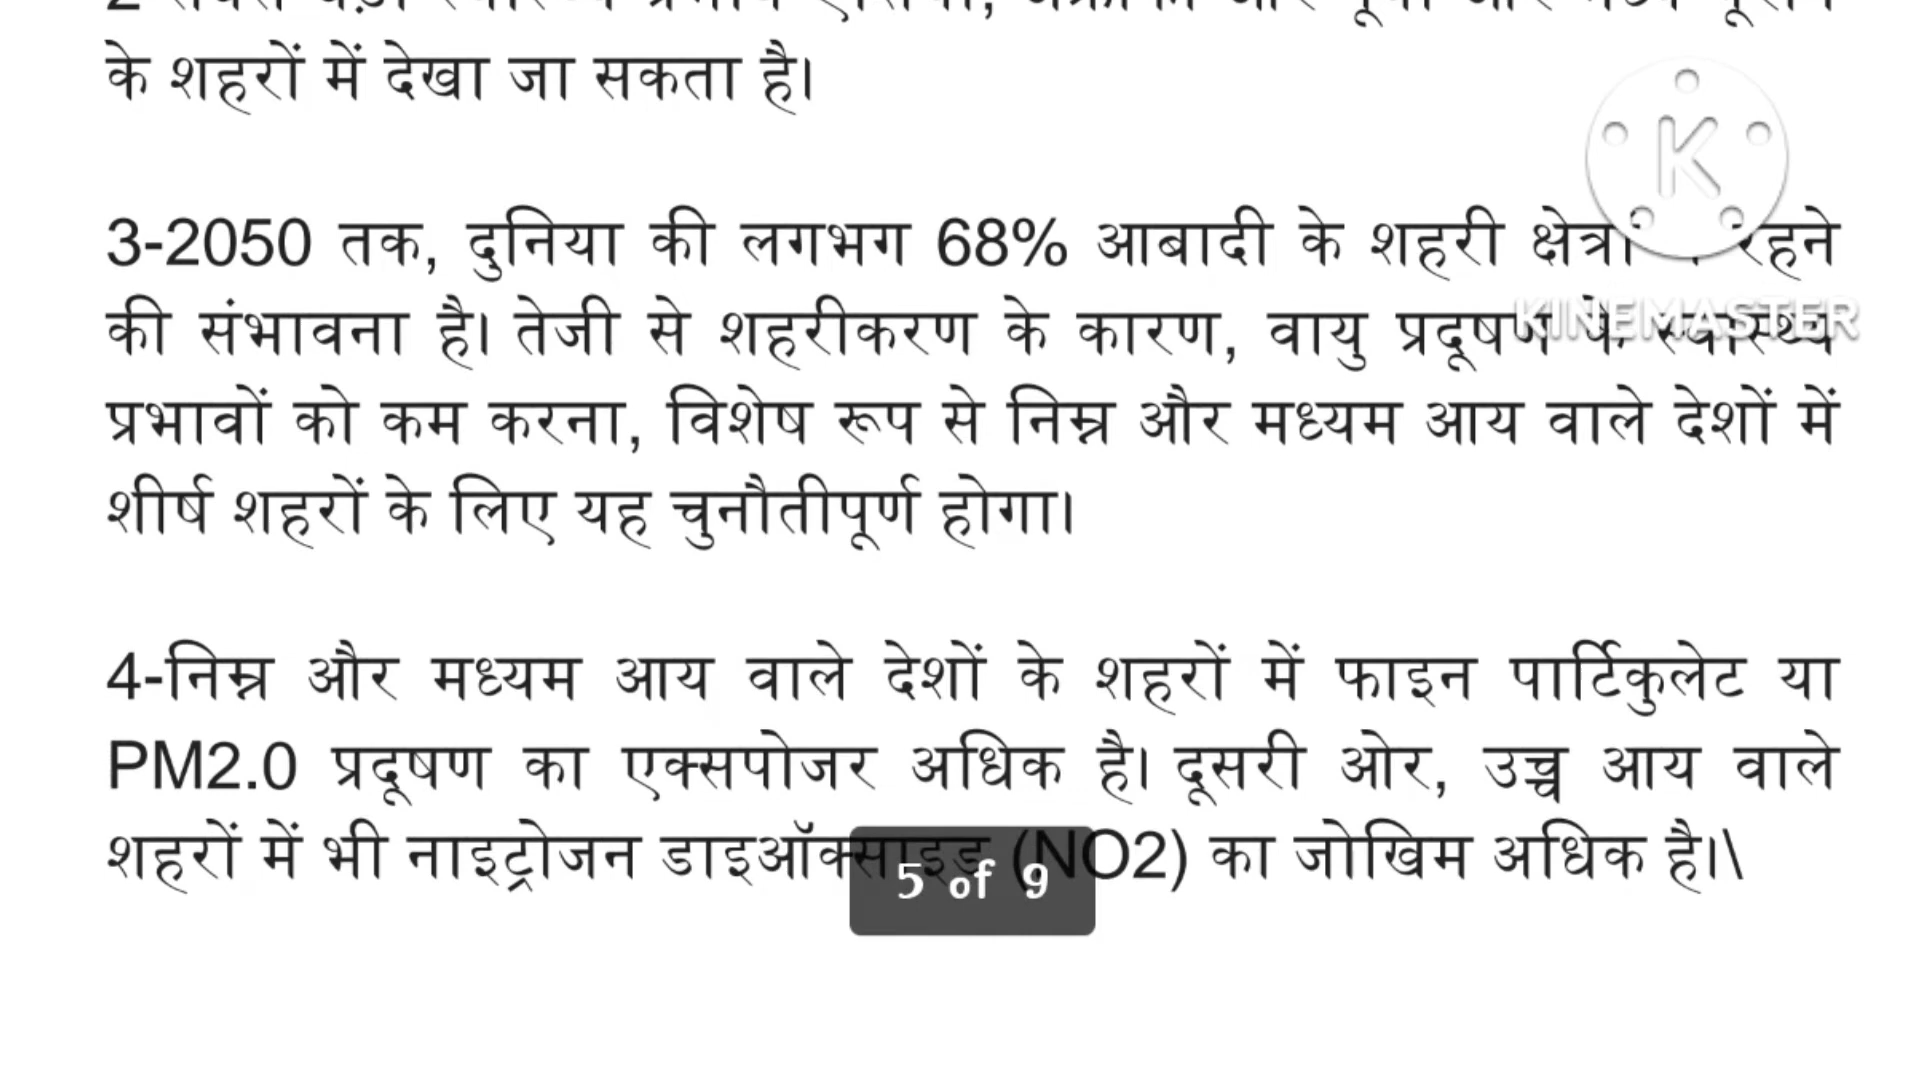 के शहरों में देखा जा सकता है।
3-2050 तक, दुनिया की लगभग 68% आबादी के शहरी रहने
की संभावना है। तेजी से शहरीकरण के कारण, वायु प्रदूषण के स्वास्थ्य
KINEMASTER
प्रभावों को कम करना, विशेष रूप से निम्न और मध्यम आय वाले देशों में
शीर्ष शहरों के लिए यह चुनौतीपूर्ण होगा।
4-निम्न और मध्यम आय वाले देशों के शहरों में फाइन पार्टिकुलेट या
PM2.0 प्रदूषण का एक्सपोजर अधिक है। दूसरी ओर, उच्च आय वाले
शहरों में भी नाइट्रोजन डाइऑक्साइड (NO2) का जोखिम अधिक है।\
5 of 9